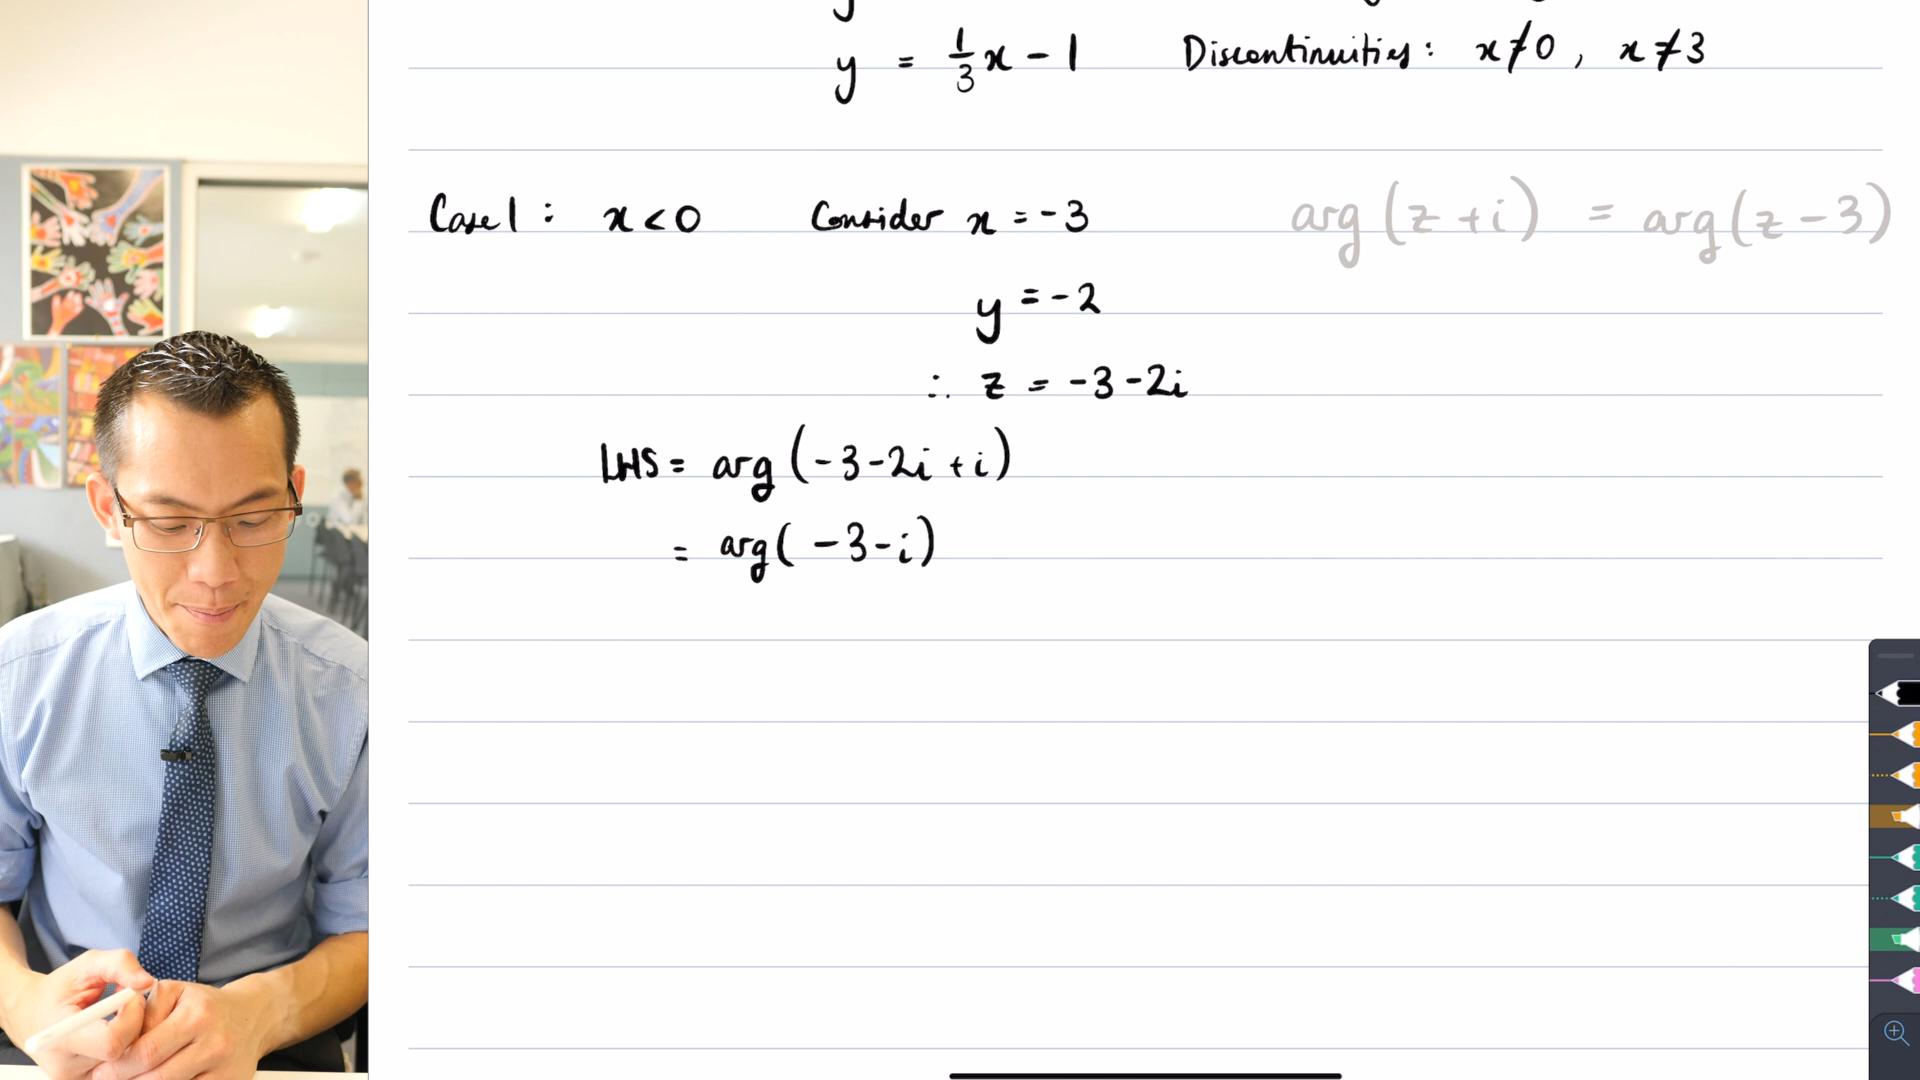 y = 1/3 x - 1 Discontinuities: x≠0, x≠3
Case 1: x<0 Consider x = -3 arg(z+i) = arg(z-3)
y = -2
∴ z = -3-2i
LHS = arg(-3-2i+i)
= arg(-3-i)